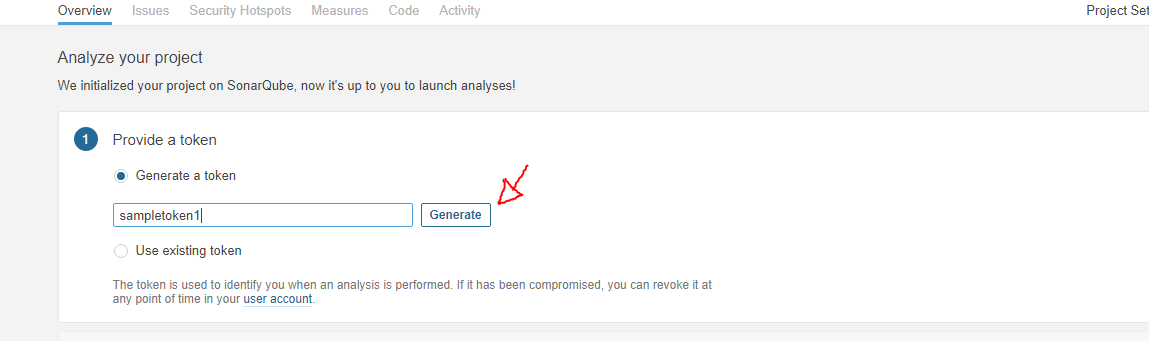 Overview Issues Security Hotspots Measures Code Activity Project Set
Analyze your project
We initialized your project on SonarQube, now it's up to you to launch analyses!
1 Provide a token
Generate a token
sampletoken1 Generate
Use existing token
The token is used to identify you when an analysis is performed. If it has been compromised, you can revoke it at
any point of time in your user account.